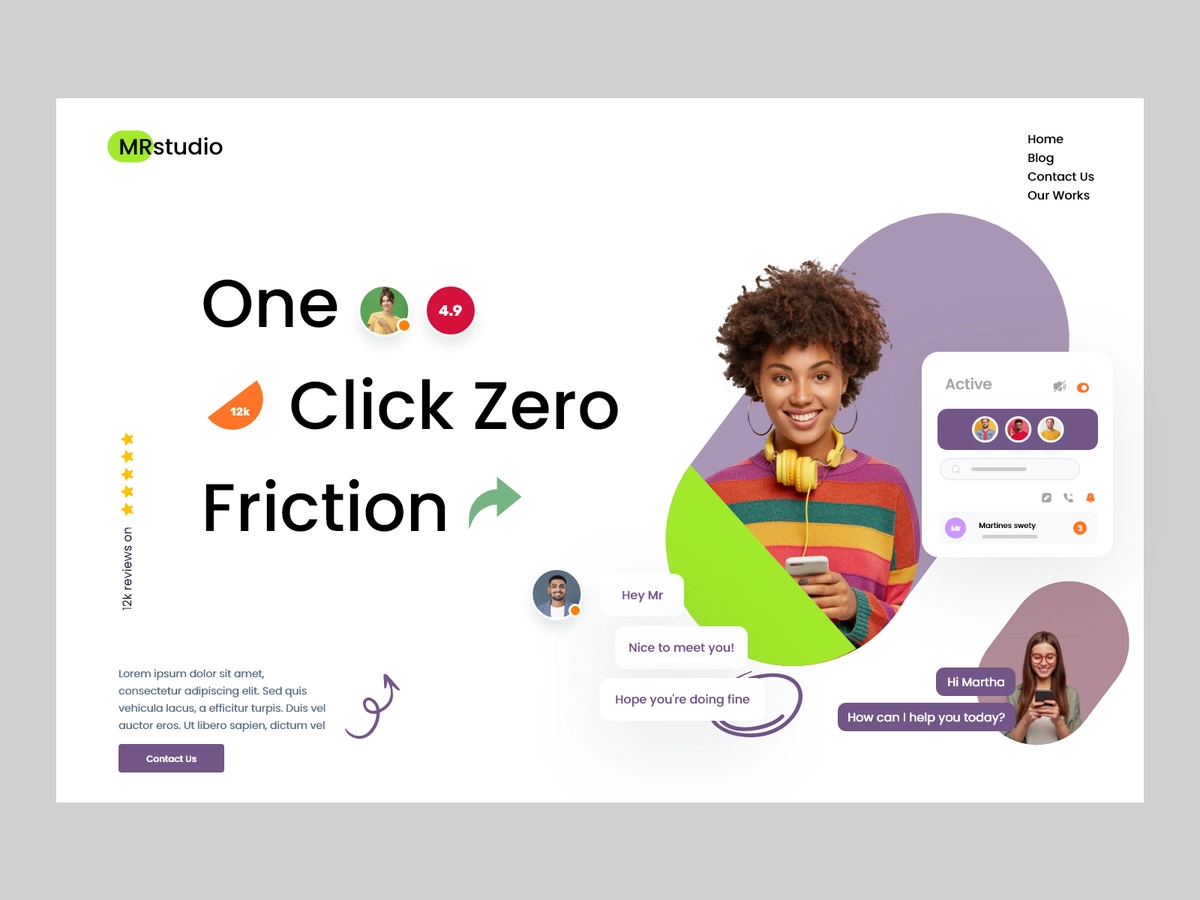 MRstudio
Home
Blog
Contact Us
Our Works
One
4.9
12k
Click Zero
Friction
12k reviews on
Active
Mr
Martines swety
3
Hey Mr
Nice to meet you!
Hope you're doing fine
Hi Martha
How can I help you today?
Lorem ipsum dolor sit amet,
consectetur adipiscing elit. Sed quis
vehicula lacus, a efficitur turpis. Duis vel
auctor eros. Ut libero sapien, dictum vel
Contact Us